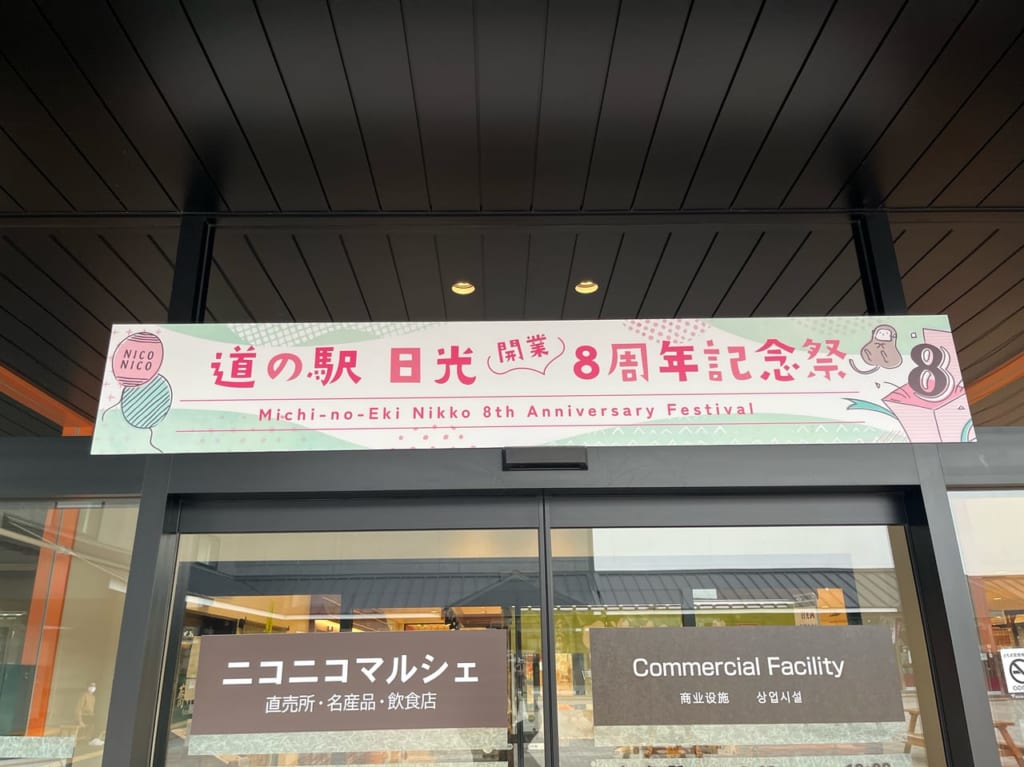 NICO
NICO
道の駅 日光 開業 8周年記念祭
8
Michi-no-Eki Nikko 8th Anniversary Festival
ニコニコマルシェ
直売所・名産品・飲食店
Commercial Facility
商业设施 상업시설